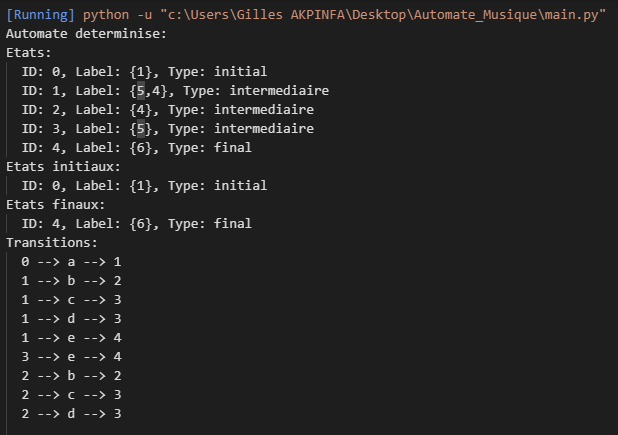 [Running] python -u "c:\Users\Gilles AKPINFA\Desktop\Automate_Musique\main.py"
Automate determinise:
Etats:
ID: 0, Label: {1}, Type: initial
ID: 1, Label: {5,4}, Type: intermediaire
ID: 2, Label: {4}, Type: intermediaire
ID: 3, Label: {5}, Type: intermediaire
ID: 4, Label: {6}, Type: final
Etats initiaux:
ID: 0, Label: {1}, Type: initial
Etats finaux:
ID: 4, Label: {6}, Type: final
Transitions:
0 --> a --> 1
1 --> b --> 2
1 --> c --> 3
1 --> d --> 3
1 --> e --> 4
3 --> e --> 4
2 --> b --> 2
2 --> c --> 3
2 --> d --> 3